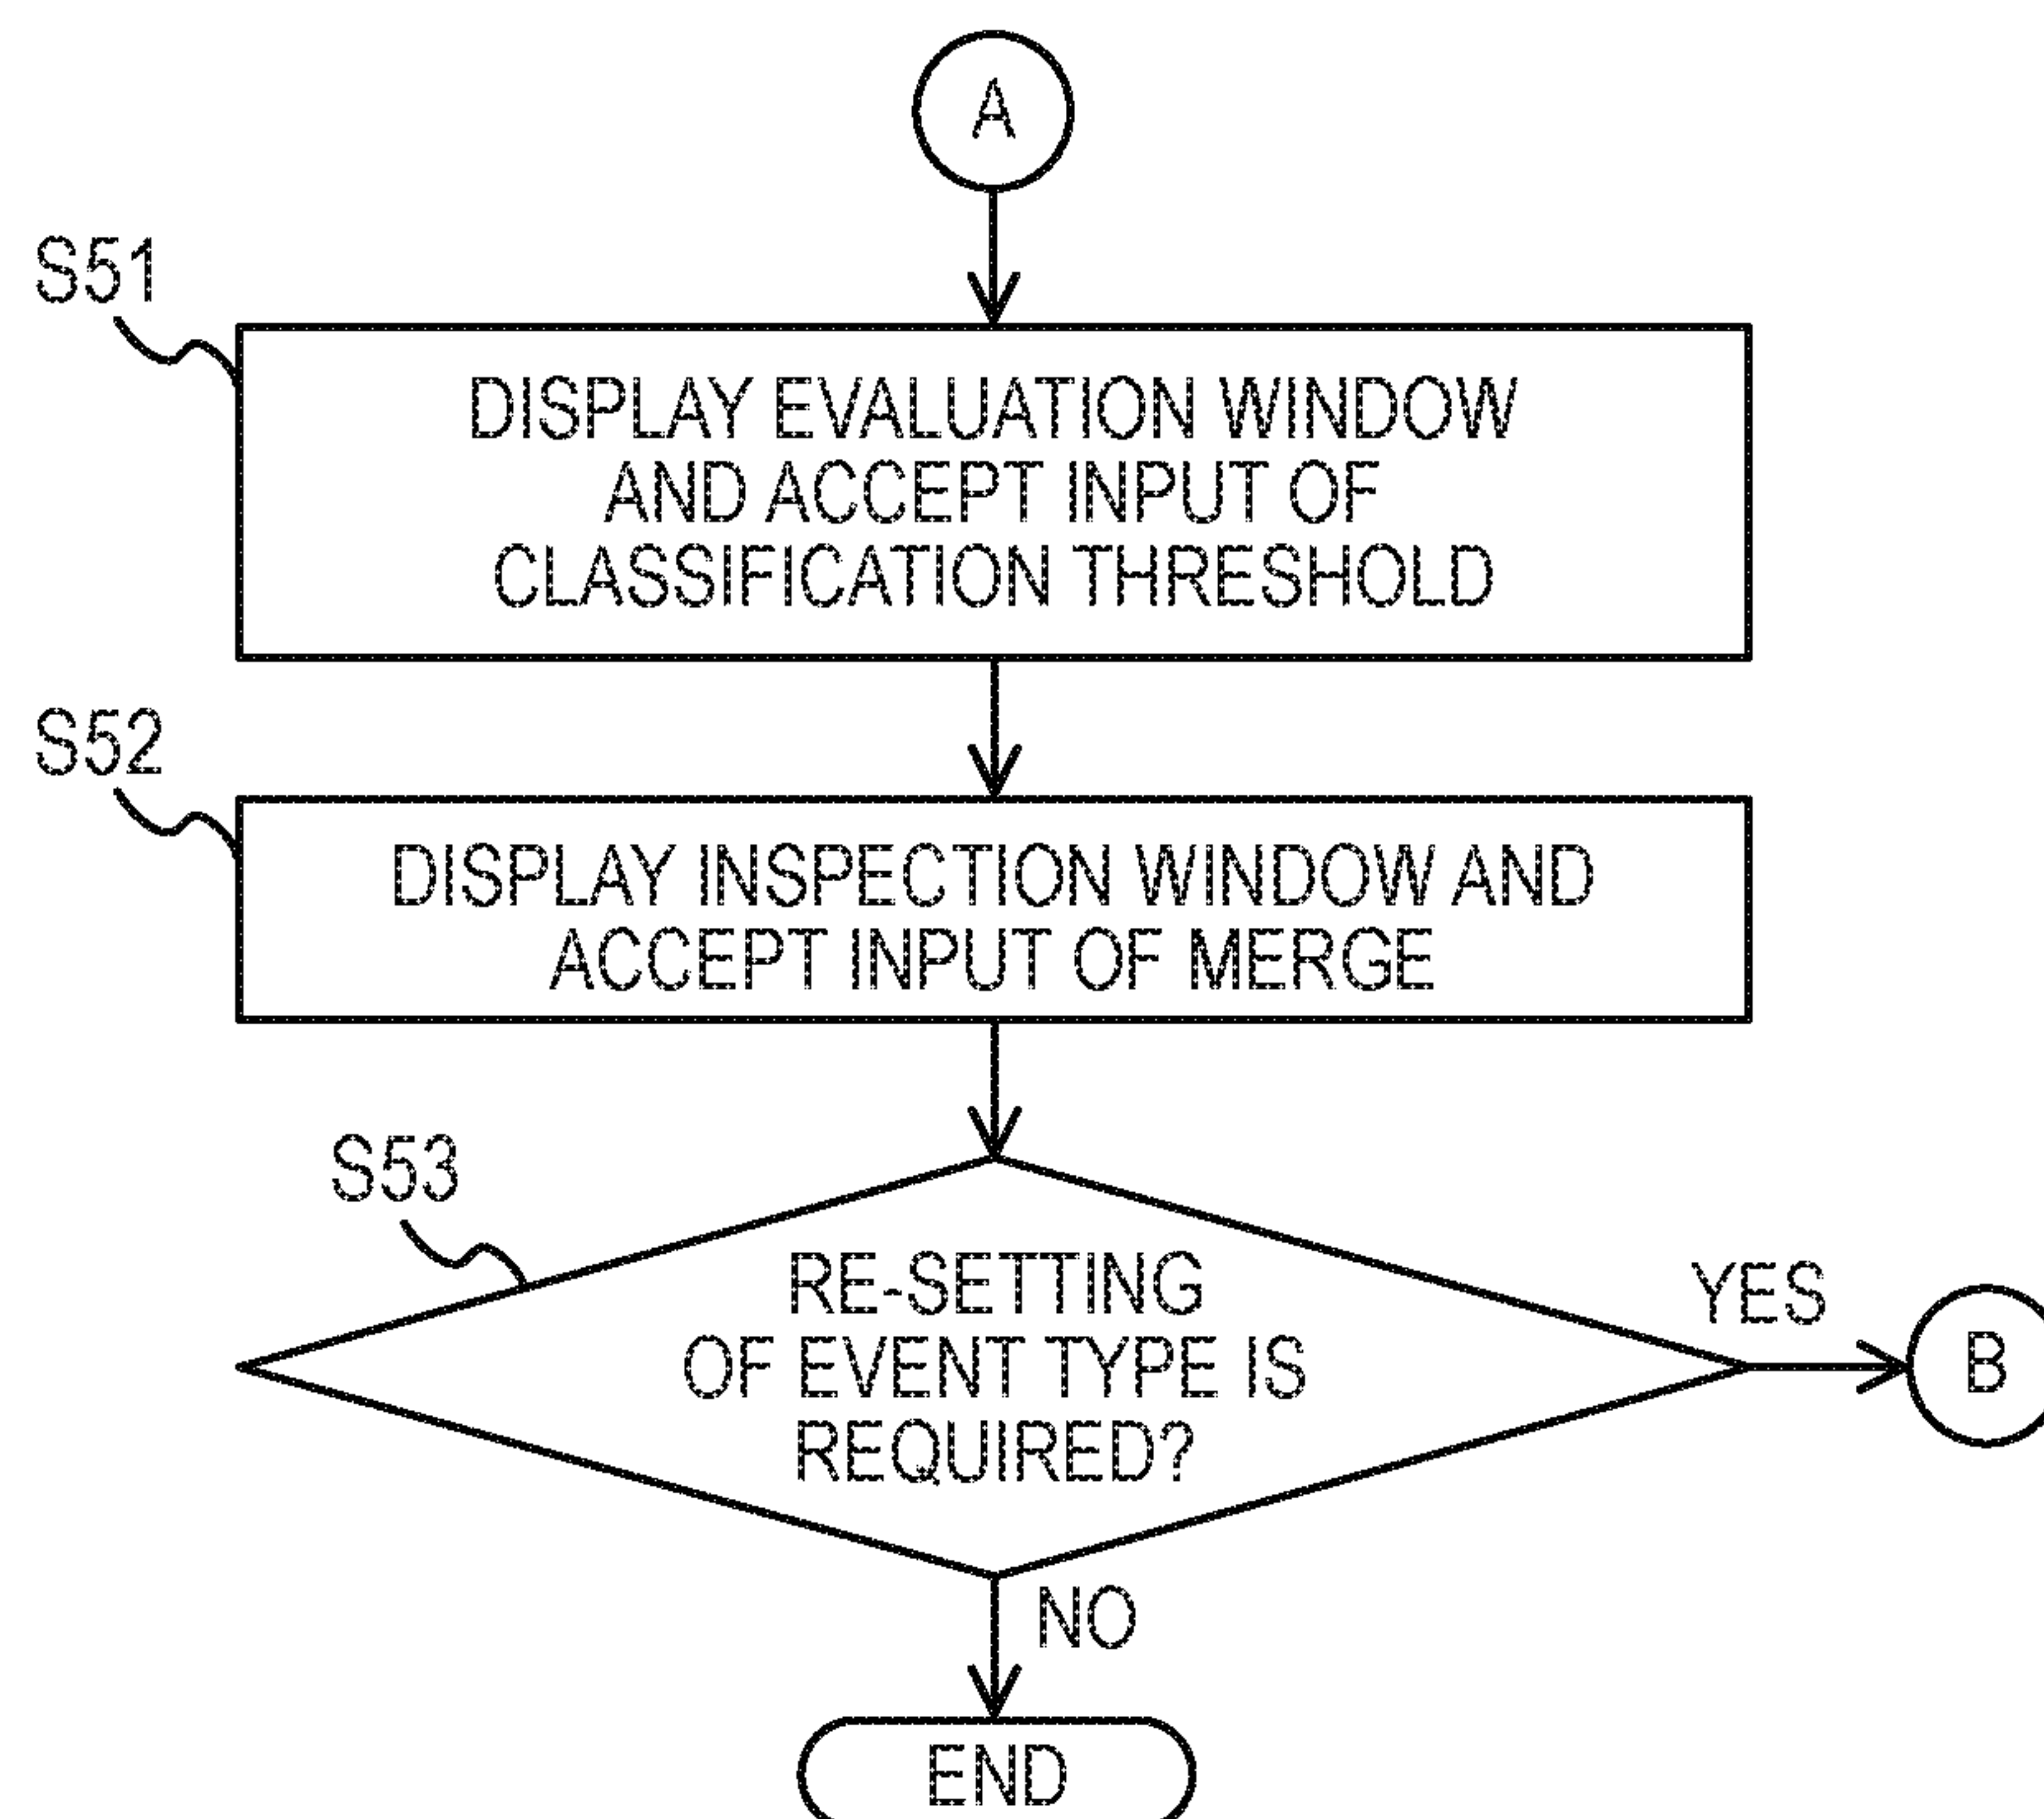 A
S51
DISPLAY EVALUATION WINDOW
AND ACCEPT INPUT OF
CLASSIFICATION THRESHOLD
S52
DISPLAY INSPECTION WINDOW AND
ACCEPT INPUT OF MERGE
S53
RE-SETTING
OF EVENT TYPE IS
REQUIRED?
YES
B
NO
END